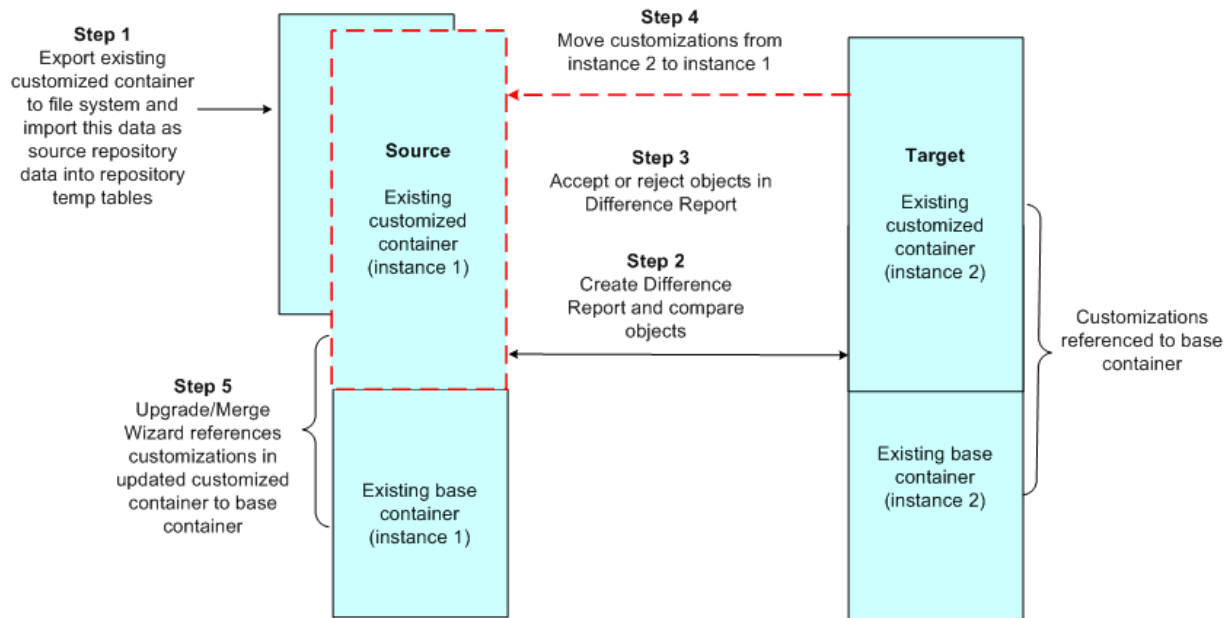 Step 1
Export existing
customized container
to file system and
import this data as
source repository
data into repository
temp tables
Source
Existing
customized
container
(instance 1)
Step 4
Move customizations from
instance 2 to instance 1
Step 3
Accept or reject objects in
Difference Report
Step 2
Create Difference
Report and compare
objects
Target
Existing
customized
container
(instance 2)
Customizations
referenced to base
container
Step 5
Upgrade/Merge
Wizard references
customizations in
updated customized
container to base
container
Existing base
container
(instance 1)
Existing base
container
(instance 2)